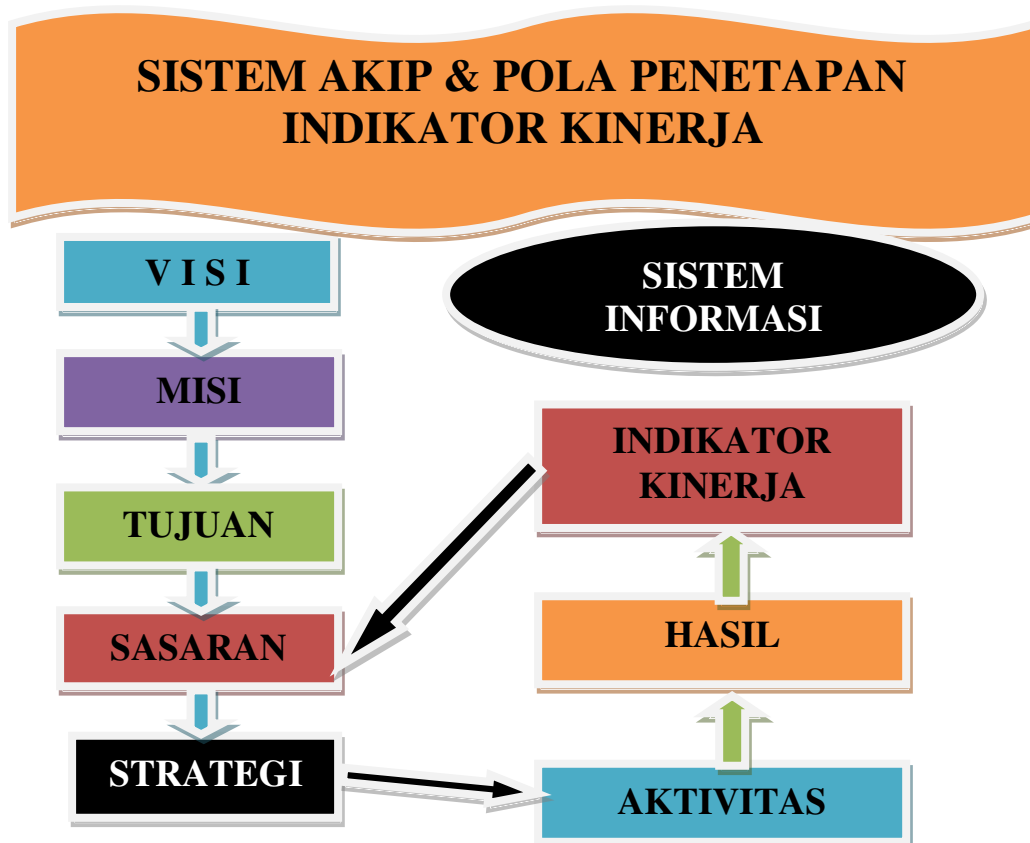 SISTEM AKIP & POLA PENETAPAN
INDIKATOR KINERJA
V I S I
MISI
TUJUAN
SASARAN
STRATEGI
SISTEM
INFORMASI
INDIKATOR
KINERJA
HASIL
AKTIVITAS